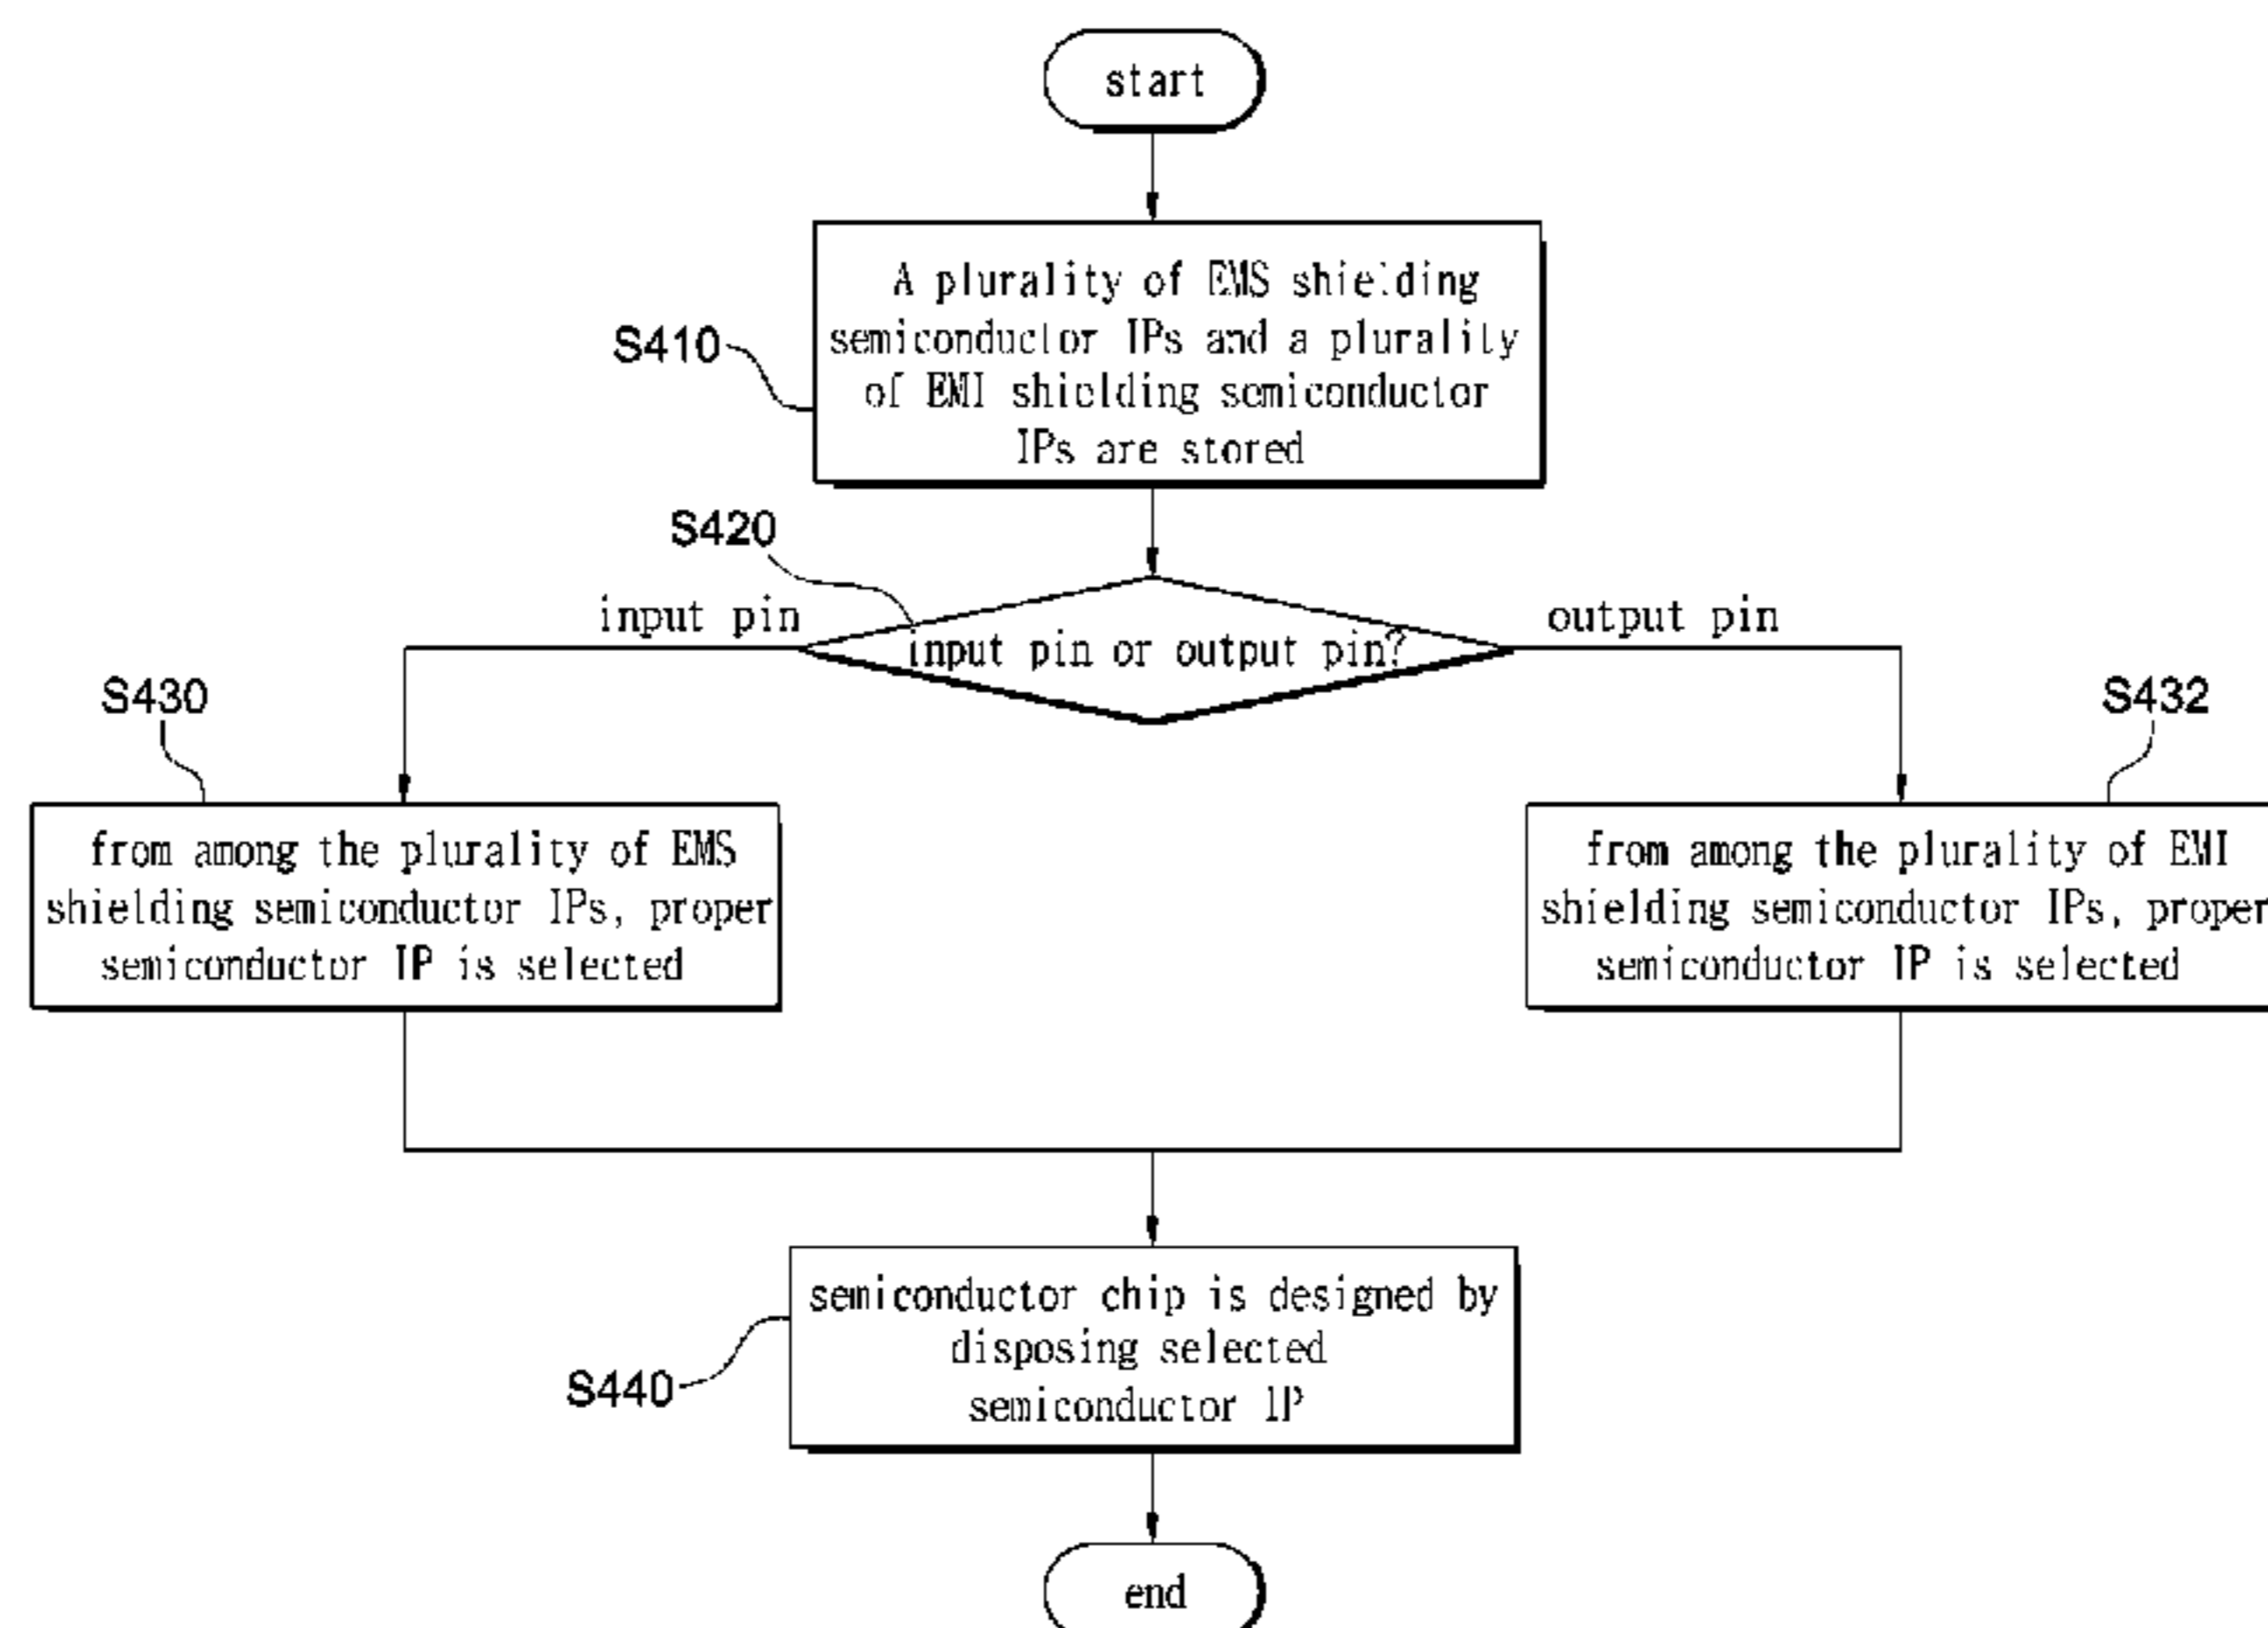 start
A plurality of EMS shielding
semiconductor IPs and a plurality
of EMI shielding semiconductor
IPs are stored
S410
S420
input pin
input pin or output pin?
output pin
S430
S432
from among the plurality of EMS
shielding semiconductor IPs, proper
semiconductor IP is selected
from among the plurality of EMI
shielding semiconductor IPs, proper
semiconductor IP is selected
semiconductor chip is designed by
disposing selected
semiconductor IP
S440
end